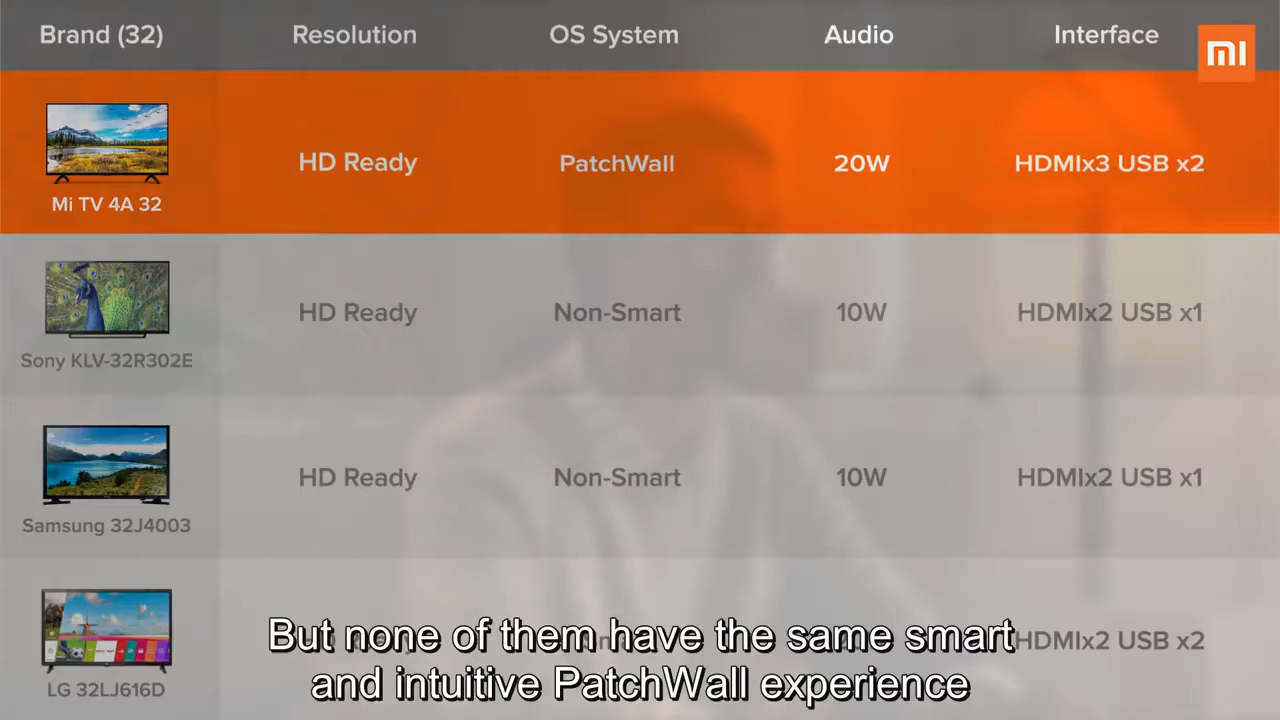 Brand (32) Resolution OS System Audio Interface
mi
HD Ready PatchWall 20W HDMIx3 USB x2
Mi TV 4A 32
HD Ready Non-Smart 10W HDMIx2 USB x1
Sony KLV-32R302E
HD Ready Non-Smart 10W HDMIx2 USB x1
Samsung 32J4003
HDMIx2 USB x2
LG 32LJ616D
But none of them have the same smart
and intuitive PatchWall experience